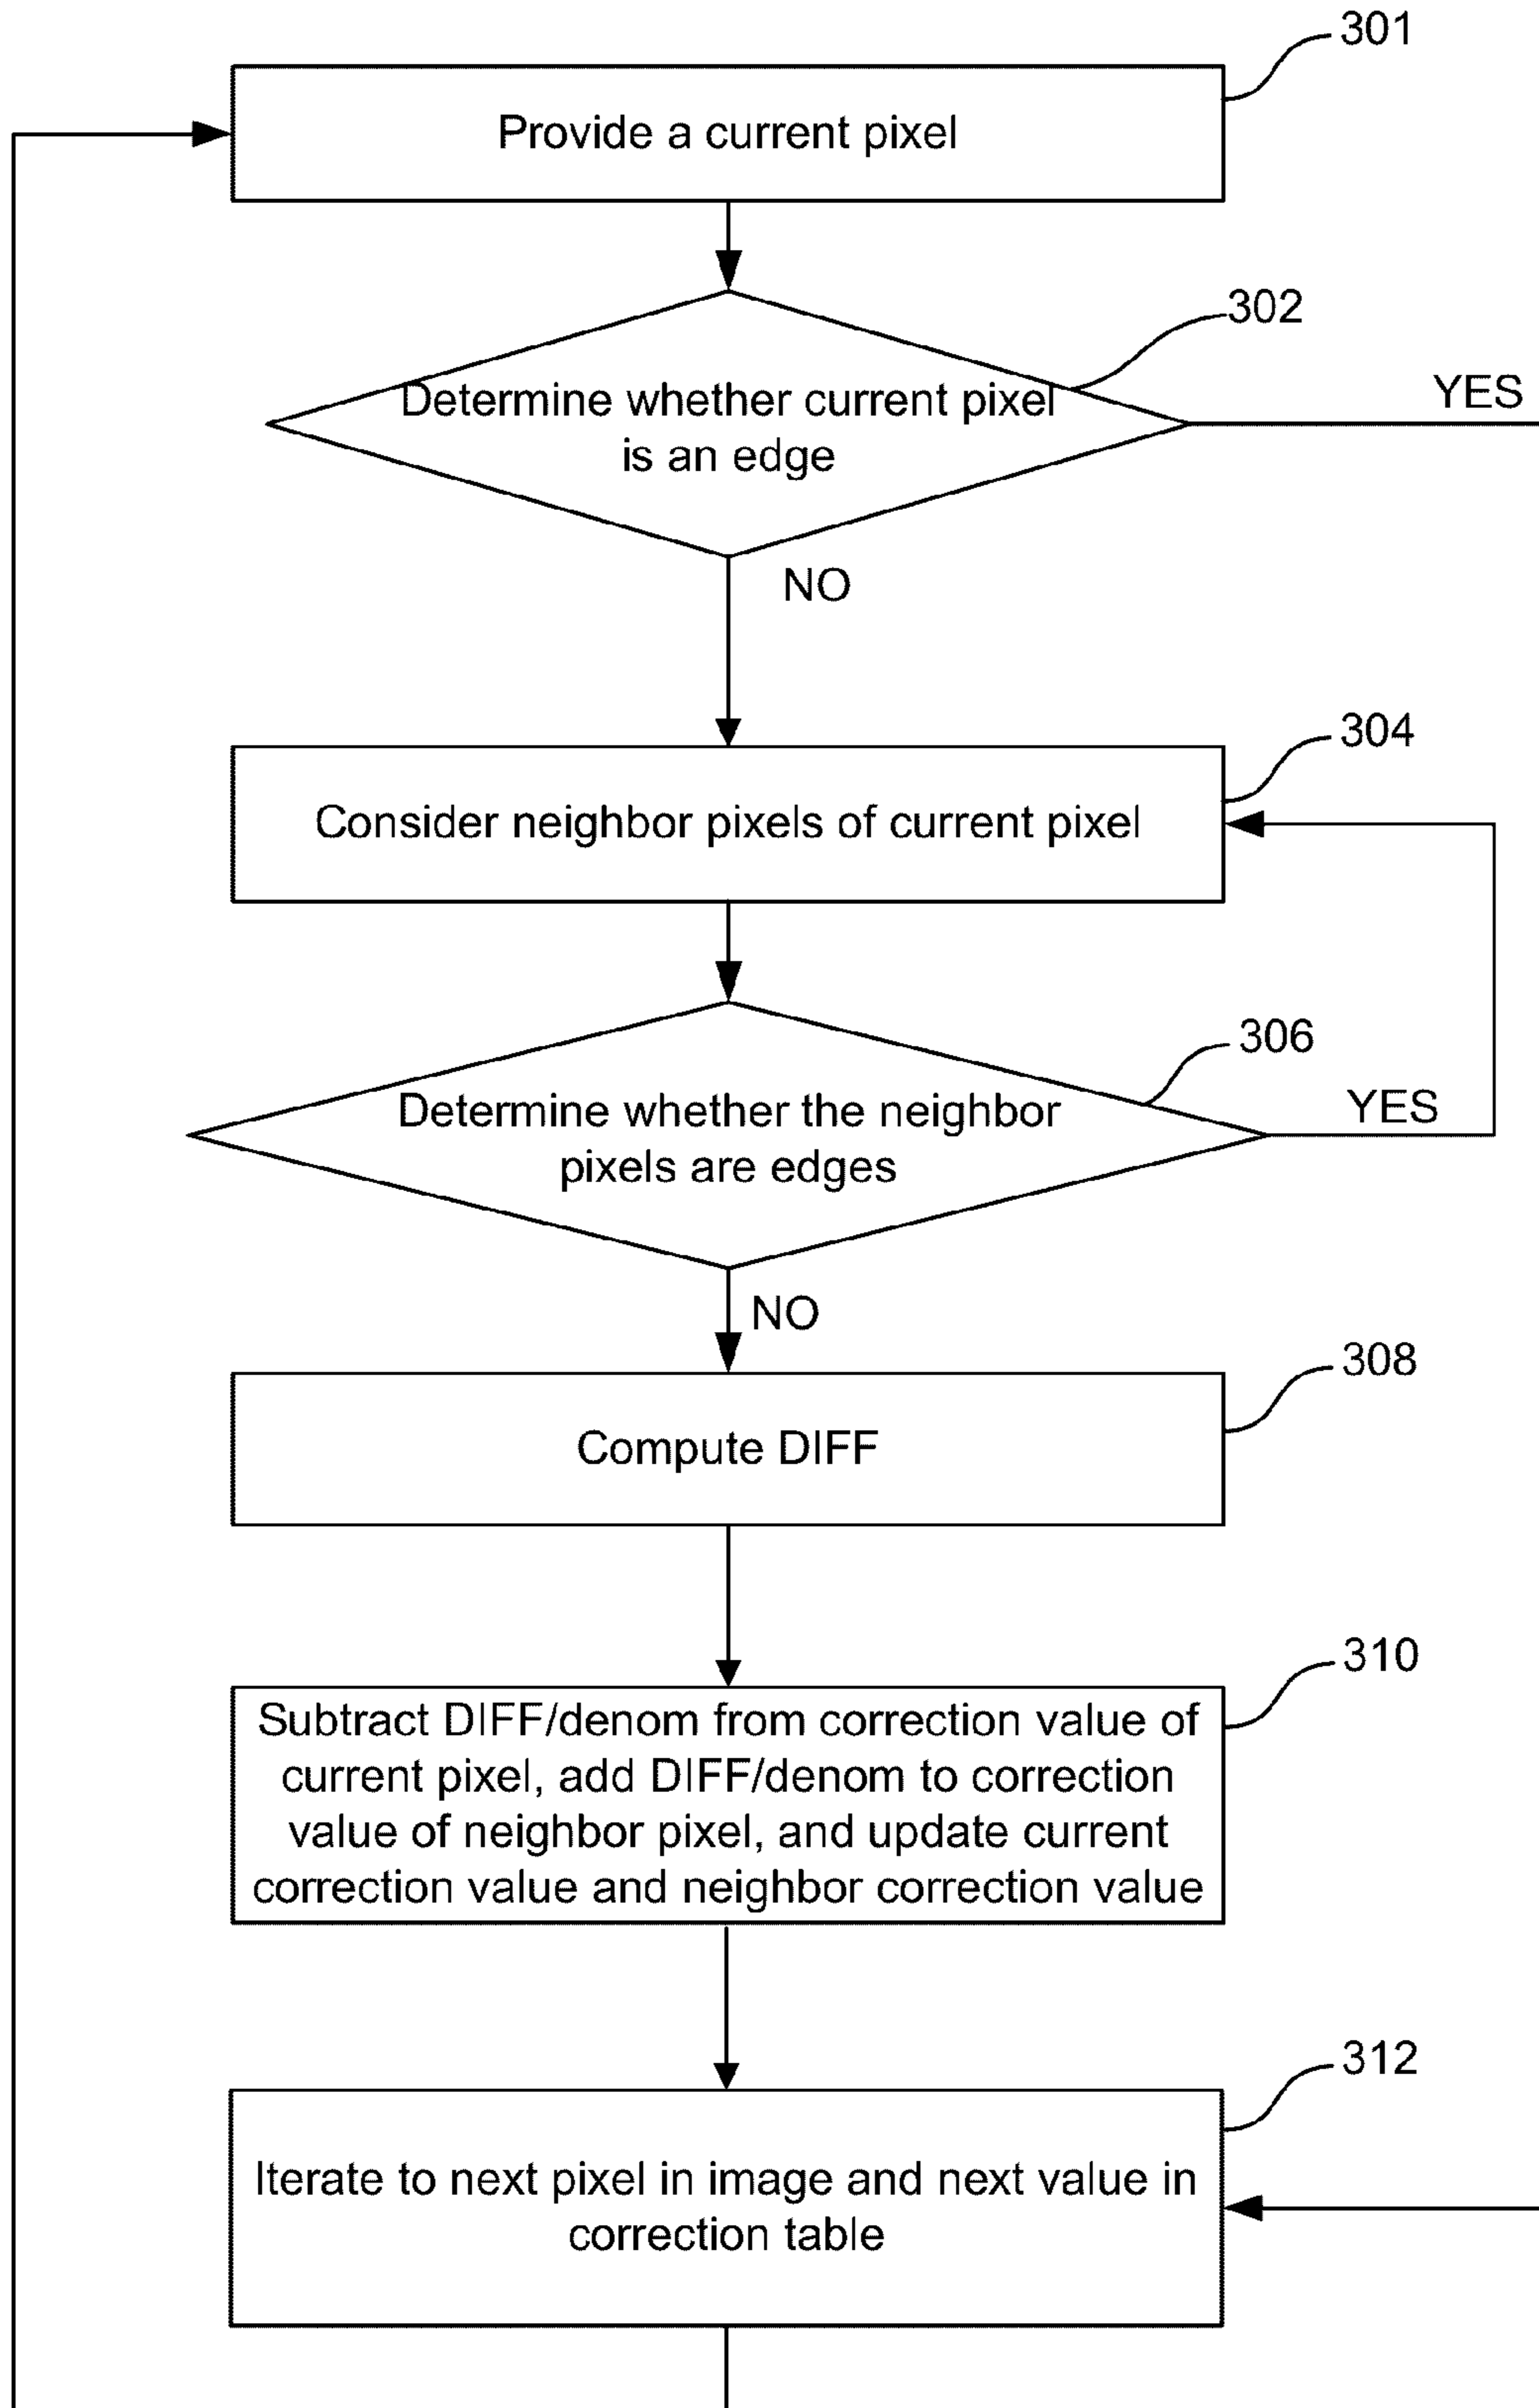 301
Provide a current pixel
302
Determine whether current pixel
is an edge
YES
NO
304
Consider neighbor pixels of current pixel
306
Determine whether the neighbor
pixels are edges
YES
NO
308
Compute DIFF
310
Subtract DIFF/denom from correction value of
current pixel, add DIFF/denom to correction
value of neighbor pixel, and update current
correction value and neighbor correction value
312
Iterate to next pixel in image and next value in
correction table